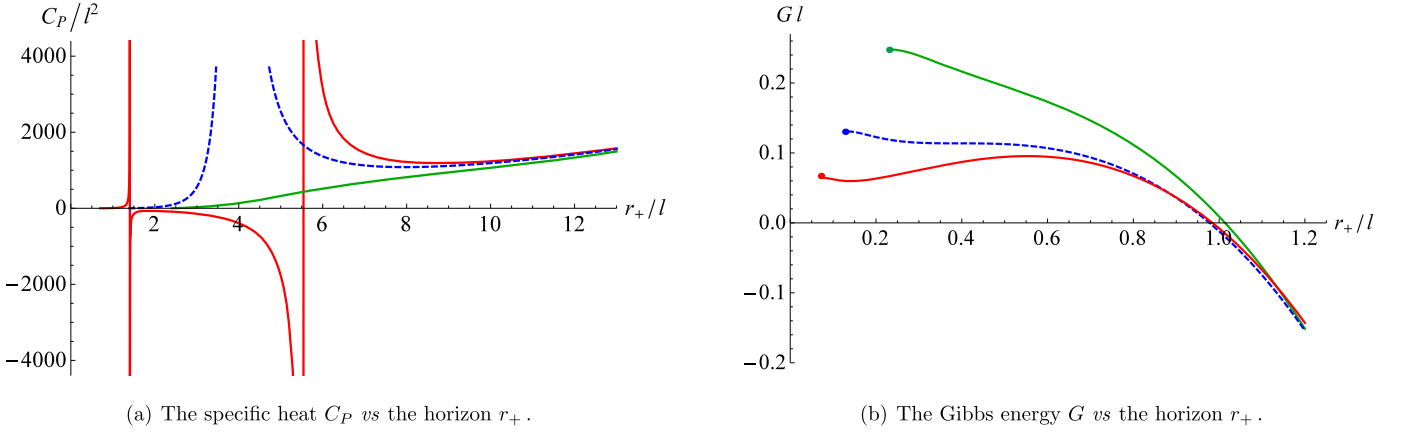 C_P / l^2
4000
2000
0
−2000
−4000
2 4 6 8 10 12
r_+ / l
(a) The specific heat C_P vs the horizon r_+ .
G l
0.2
0.1
0.0
−0.1
−0.2
0.2 0.4 0.6 0.8 1.0 1.2
r_+ / l
(b) The Gibbs energy G vs the horizon r_+ .